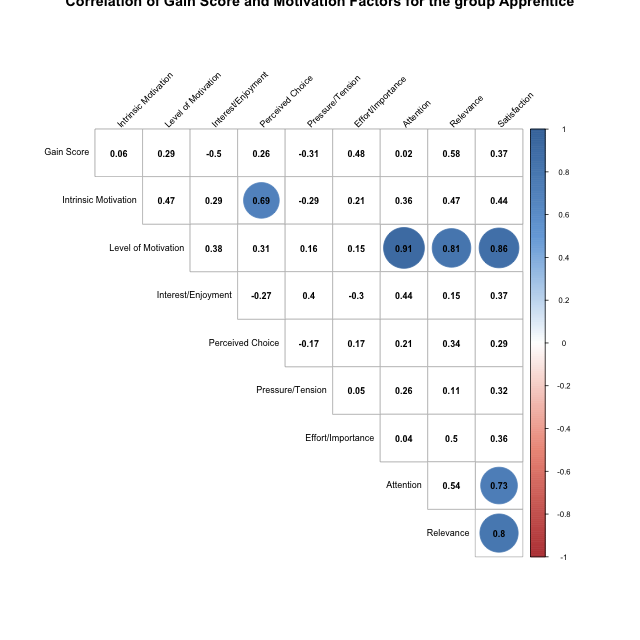 Correlation of Gain Score and Motivation Factors for the group Apprentice
Intrinsic Motivation
Level of Motivation
Interest/Enjoyment
Perceived Choice
Pressure/Tension
Effort/Importance
Attention
Relevance
Satisfaction
Gain Score 0.06 0.29 -0.5 0.26 -0.31 0.48 0.02 0.58 0.37
Intrinsic Motivation 0.47 0.29 0.69 -0.29 0.21 0.36 0.47 0.44
Level of Motivation 0.38 0.31 0.16 0.15 0.91 0.81 0.86
Interest/Enjoyment -0.27 0.4 -0.3 0.44 0.15 0.37
Perceived Choice -0.17 0.17 0.21 0.34 0.29
Pressure/Tension 0.05 0.26 0.11 0.32
Effort/Importance 0.04 0.5 0.36
Attention 0.54 0.73
Relevance 0.8
1
0.8
0.6
0.4
0.2
0
-0.2
-0.4
-0.6
-0.8
-1